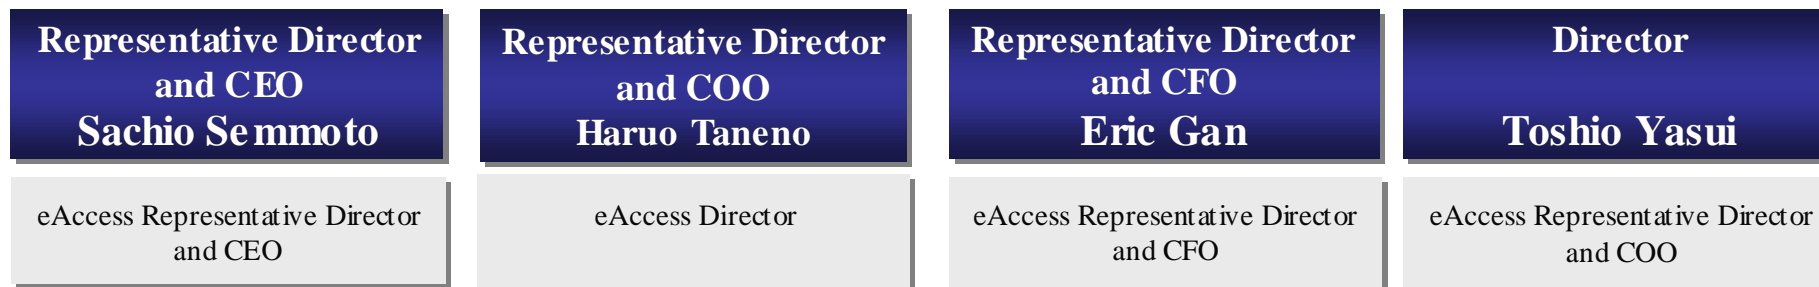 Representative Director
and CEO
Sachio Semmoto
eAccess Representative Director
and CEO
Representative Director
and COO
Haruo Taneno
eAccess Director
Representative Director
and CFO
Eric Gan
eAccess Representative Director
and CFO
Director
Toshio Yasui
eAccess Representative Director
and COO